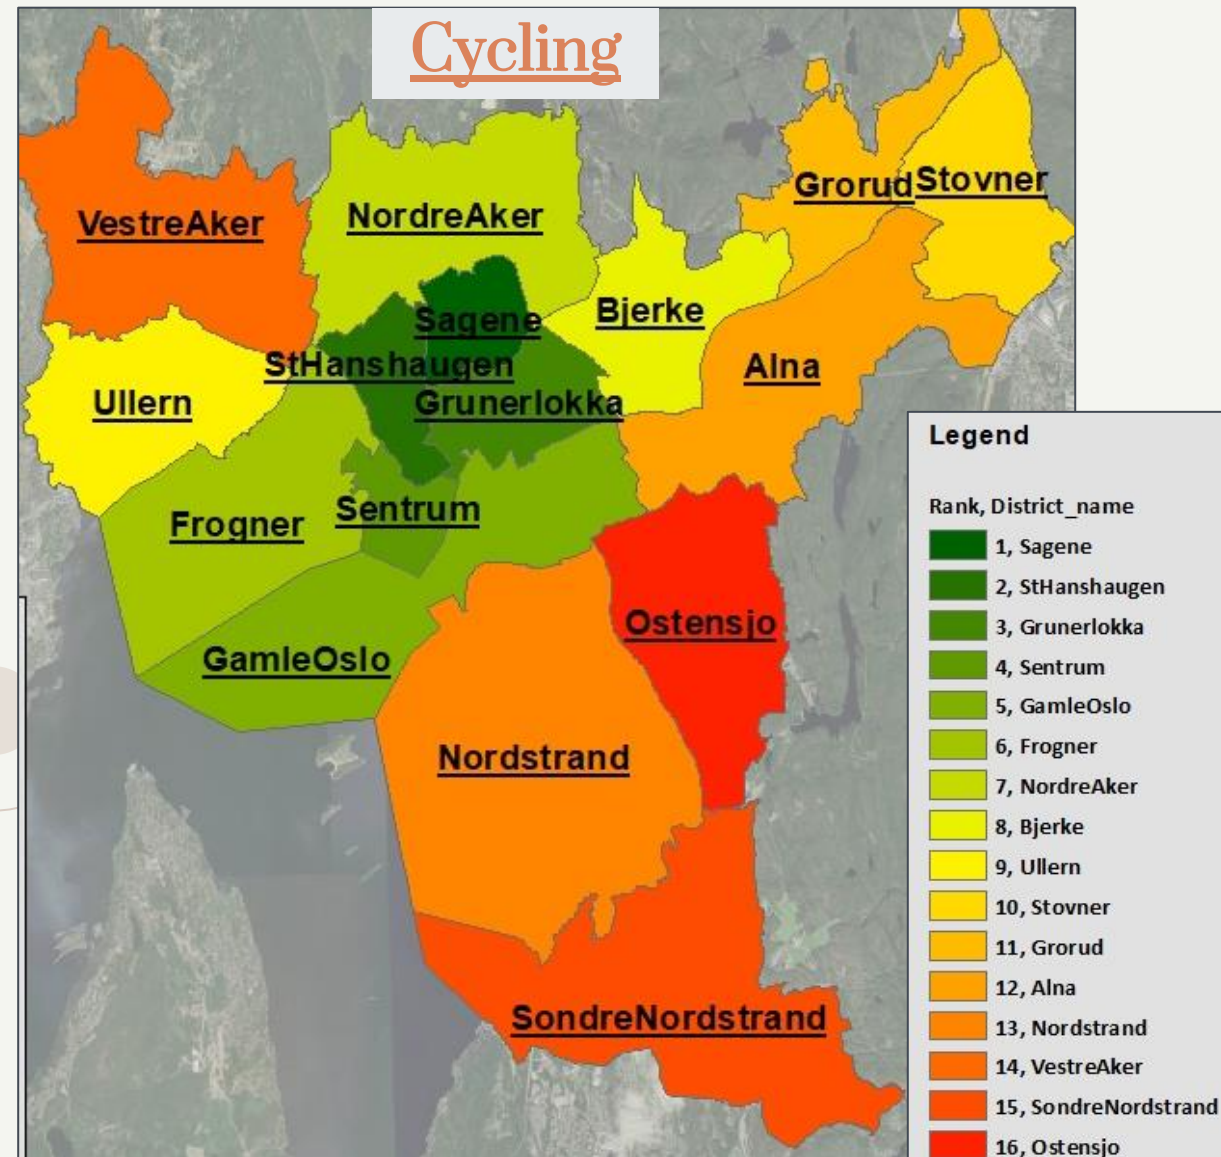 Cycling
Grorud
Stovner
VestreAker
NordreAker
Sagene
Bjerke
StHanshaugen
Alna
Ullern
Grunerlokka
Sentrum
Frogner
Ostensjo
GamleOslo
Nordstrand
SondreNordstrand
Legend
Rank, District_name
1, Sagene
2, StHanshaugen
3, Grunerlokka
4, Sentrum
5, GamleOslo
6, Frogner
7, NordreAker
8, Bjerke
9, Ullern
10, Stovner
11, Grorud
12, Alna
13, Nordstrand
14, VestreAker
15, SondreNordstrand
16, Ostensjo